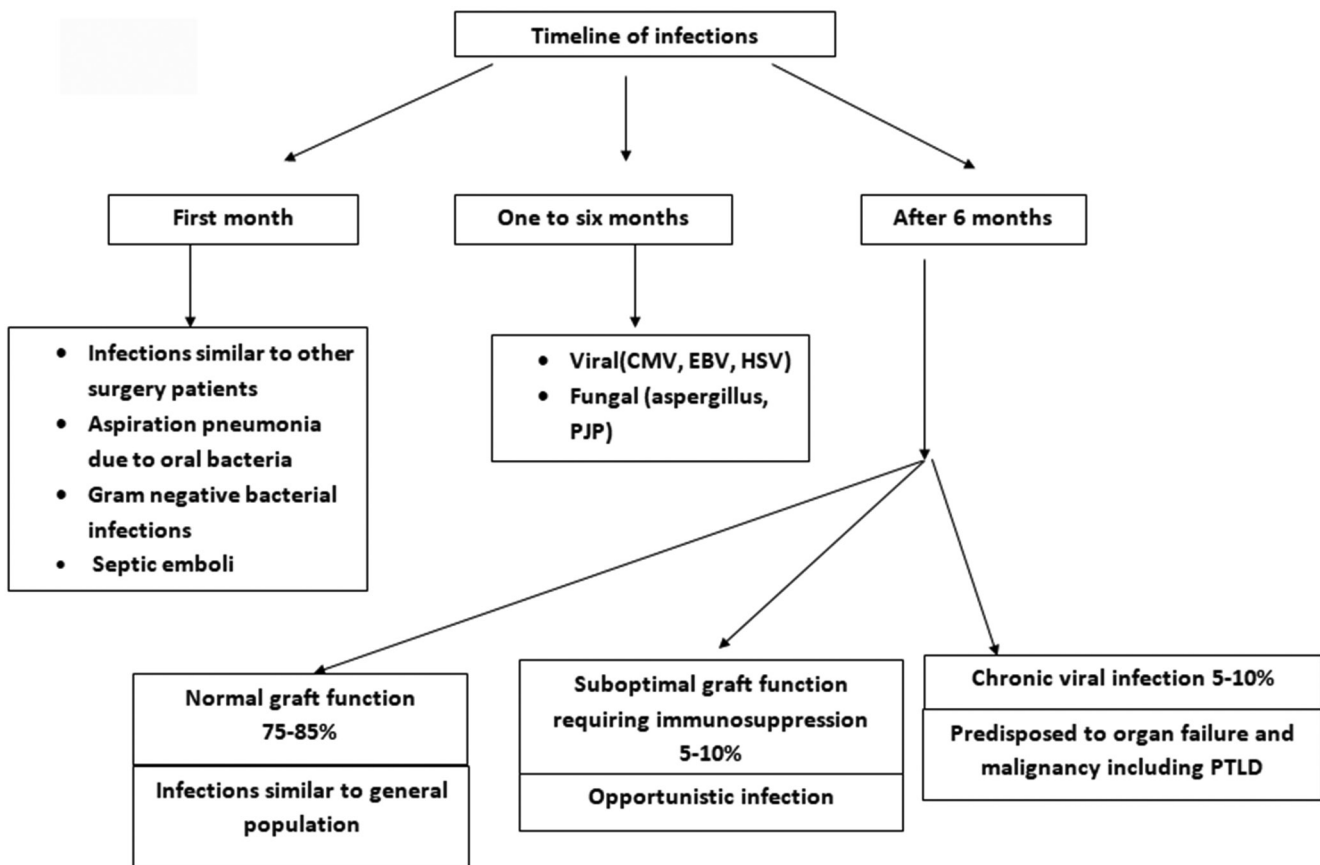 Timeline of infections
First month
One to six months
After 6 months
• Infections similar to other
surgery patients
• Aspiration pneumonia
due to oral bacteria
• Gram negative bacterial
infections
• Septic emboli
• Viral(CMV, EBV, HSV)
• Fungal (aspergillus,
PJP)
Normal graft function
75-85%
Infections similar to general
population
Suboptimal graft function
requiring immunosuppression
5-10%
Opportunistic infection
Chronic viral infection 5-10%
Predisposed to organ failure and
malignancy including PTLD